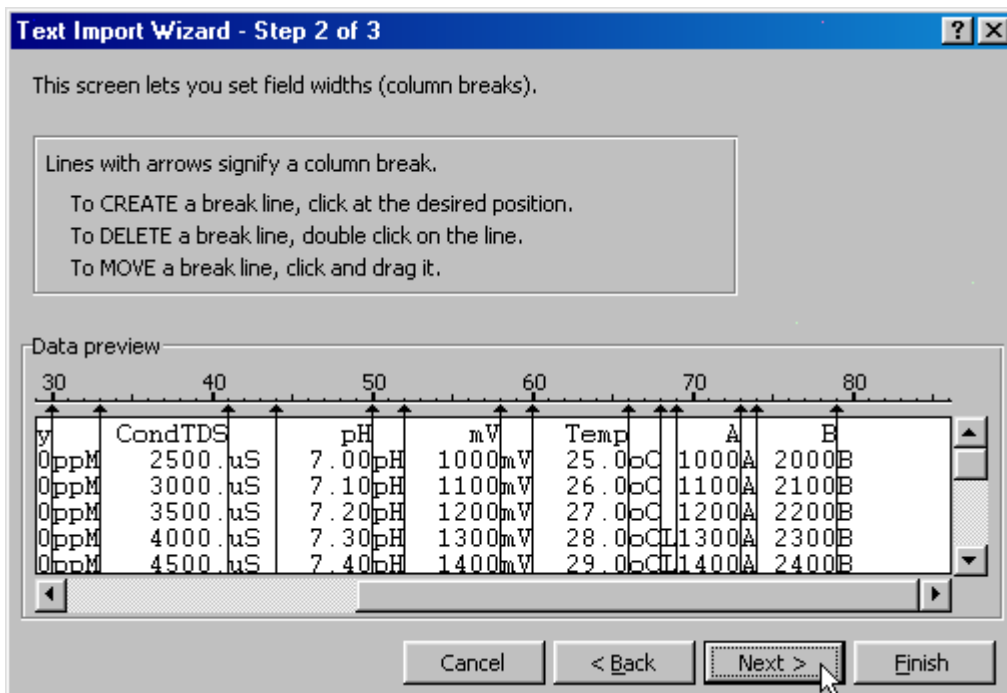 Text Import Wizard - Step 2 of 3
This screen lets you set field widths (column breaks).
Lines with arrows signify a column break.
To CREATE a break line, click at the desired position.
To DELETE a break line, double click on the line.
To MOVE a break line, click and drag it.
Data preview
30 40 50 60 70 80
y CondTDS pH mV Temp A B
0ppM 2500.uS 7.00pH 1000mV 25.0oC 1000A 2000B
0ppM 3000.uS 7.10pH 1100mV 26.0oC 1100A 2100B
0ppM 3500.uS 7.20pH 1200mV 27.0oC 1200A 2200B
0ppM 4000.uS 7.30pH 1300mV 28.0oCL1300A 2300B
0ppM 4500.uS 7.40pH 1400mV 29.0oCL1400A 2400B
Cancel < Back Next > Finish